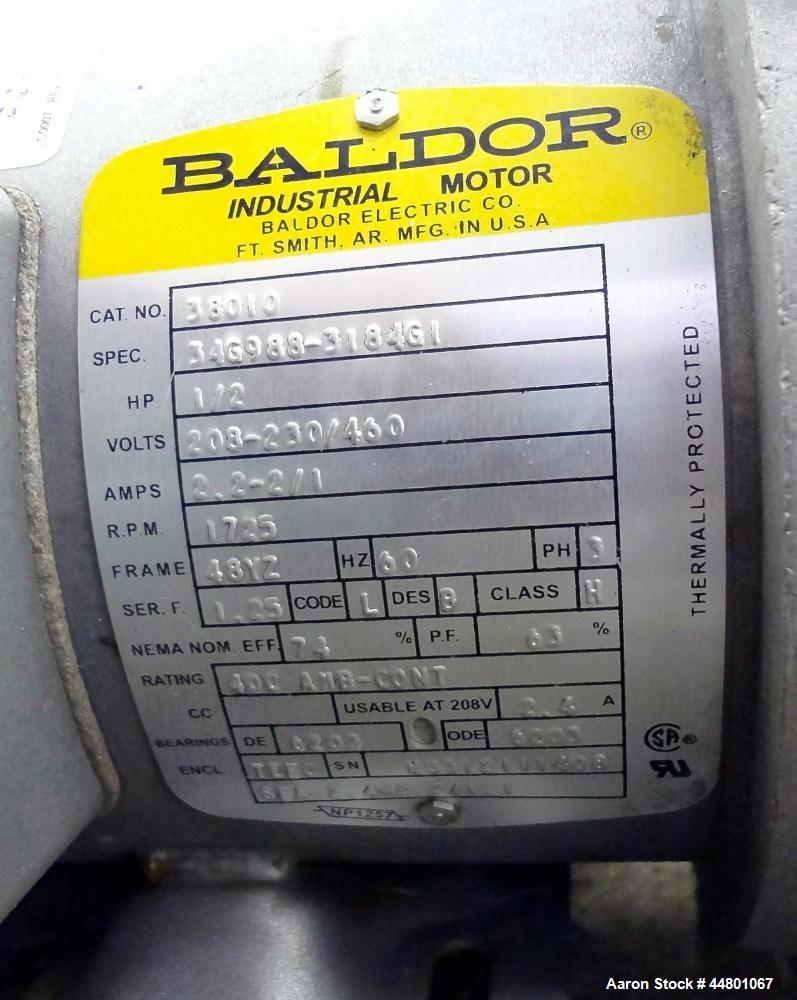 BALDOR®
INDUSTRIAL MOTOR
BALDOR ELECTRIC CO.
FT. SMITH, AR. MFG. IN U.S.A.
CAT. NO. 38010
SPEC. 34G988-3184G1
HP 1/2
VOLTS 208-230/460
AMPS 2.2-2/1
R.P.M. 1725
FRAME 48YZ HZ 60 PH 3
SER. F. 1.25 CODE L DES B CLASS H
NEMA NOM. EFF. 74 % P.F. 63 %
RATING 40C AMB-CONT
CC USABLE AT 208V 2.4 A
BEARINGS DE 6203 ODE 6203
ENCL. TEFC SN
NP1257
THERMALLY PROTECTED
SA®
Aaron Stock # 44801067